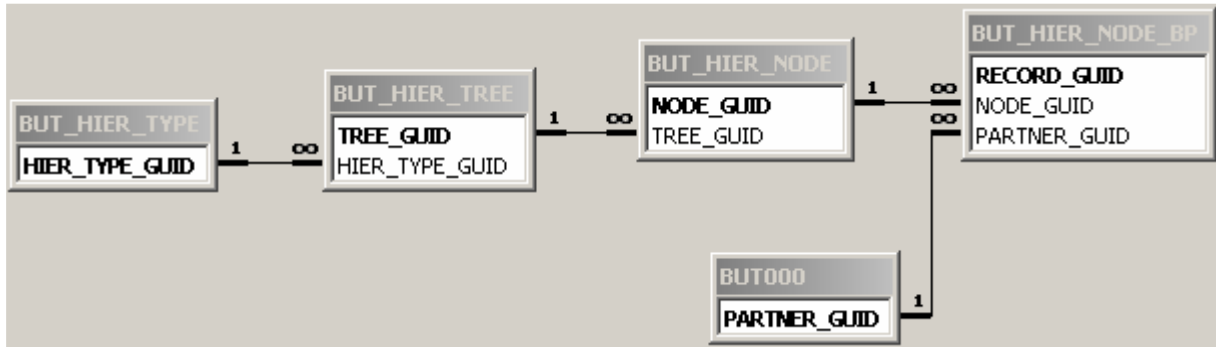 BUT_HIER_TYPE
HIER_TYPE_GUID
1
∞
BUT_HIER_TREE
TREE_GUID
HIER_TYPE_GUID
1
∞
BUT_HIER_NODE
NODE_GUID
TREE_GUID
1
∞
∞
BUT_HIER_NODE_BP
RECORD_GUID
NODE_GUID
PARTNER_GUID
BUT000
PARTNER_GUID
1